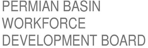 PERMIAN BASIN
WORKFORCE
DEVELOPMENT BOARD